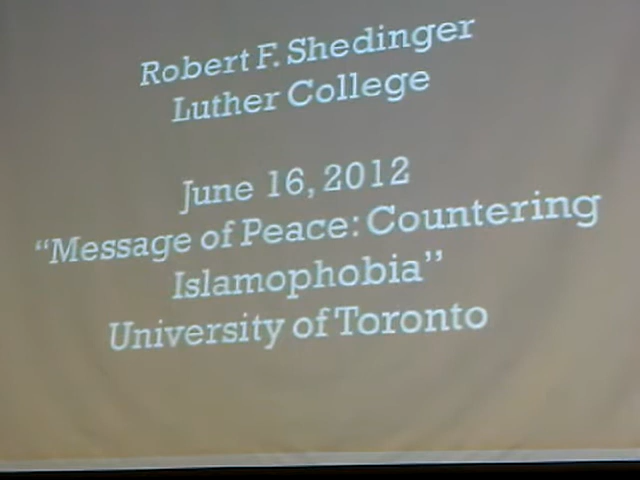 Robert F. Shedinger
Luther College
June 16, 2012
“Message of Peace: Countering
Islamophobia”
University of Toronto